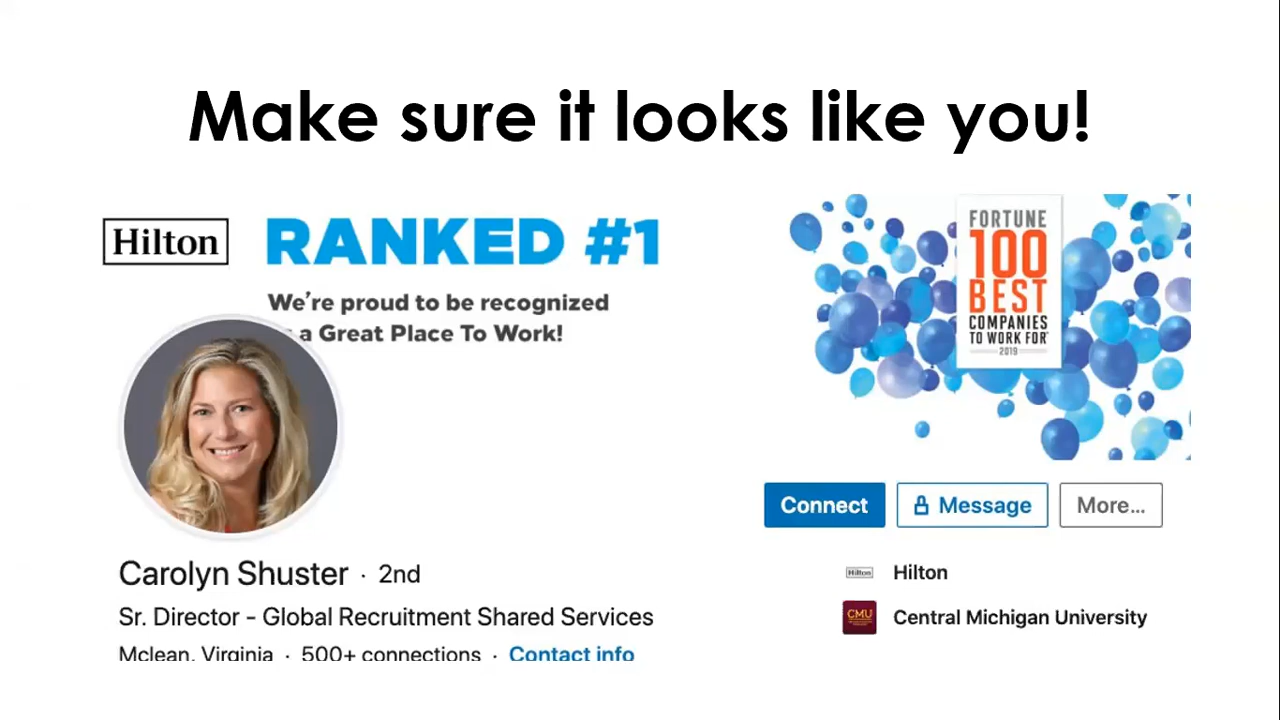 Make sure it looks like you!
Hilton
RANKED #1
We're proud to be recognized
a Great Place To Work!
FORTUNE
100
BEST
COMPANIES
TO WORK FOR
2019
Connect
Message
More...
Carolyn Shuster · 2nd
Sr. Director - Global Recruitment Shared Services
Mclean, Virginia · 500+ connections · Contact info
Hilton
Hilton
CMU
Central Michigan University